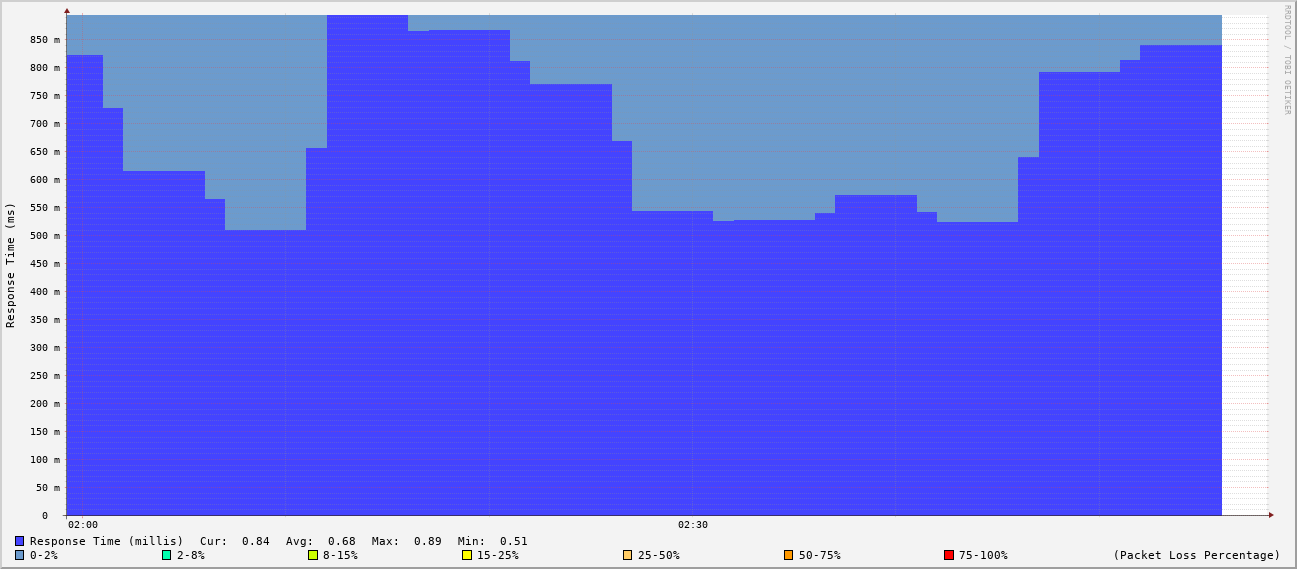 RRDTOOL / TOBI OETIKER
Response Time (ms)
850 m
800 m
750 m
700 m
650 m
600 m
550 m
500 m
450 m
400 m
350 m
300 m
250 m
200 m
150 m
100 m
50 m
0
02:00 02:30
Response Time (millis) Cur: 0.84 Avg: 0.68 Max: 0.89 Min: 0.51
0-2% 2-8% 8-15% 15-25% 25-50% 50-75% 75-100% (Packet Loss Percentage)